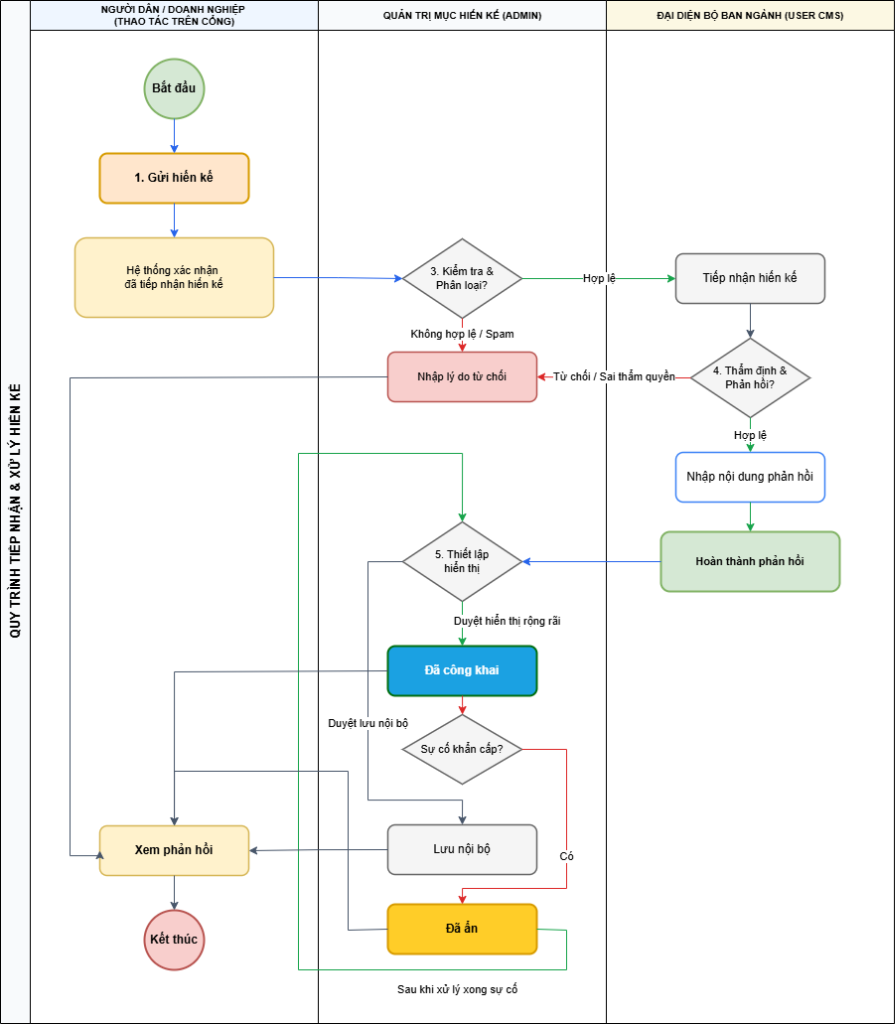 NGƯỜI DÂN / DOANH NGHIỆP
(THAO TÁC TRÊN CỔNG)
QUẢN TRỊ MỤC HIẾN KẾ (ADMIN)
ĐẠI DIỆN BỘ BAN NGÀNH (USER CMS)
QUY TRÌNH TIẾP NHẬN & XỬ LÝ HIẾN KẾ
Bắt đầu
1. Gửi hiến kế
Hệ thống xác nhận
đã tiếp nhận hiến kế
3. Kiểm tra &
Phân loại?
Hợp lệ
Tiếp nhận hiến kế
Không hợp lệ / Spam
Nhập lý do từ chối
Từ chối / Sai thẩm quyền
4. Thẩm định &
Phản hồi?
Hợp lệ
Nhập nội dung phản hồi
5. Thiết lập
hiển thị
Hoàn thành phản hồi
Duyệt hiển thị rộng rãi
Đã công khai
Duyệt lưu nội bộ
Sự cố khẩn cấp?
Xem phản hồi
Lưu nội bộ
Có
Kết thúc
Đã ẩn
Sau khi xử lý xong sự cố